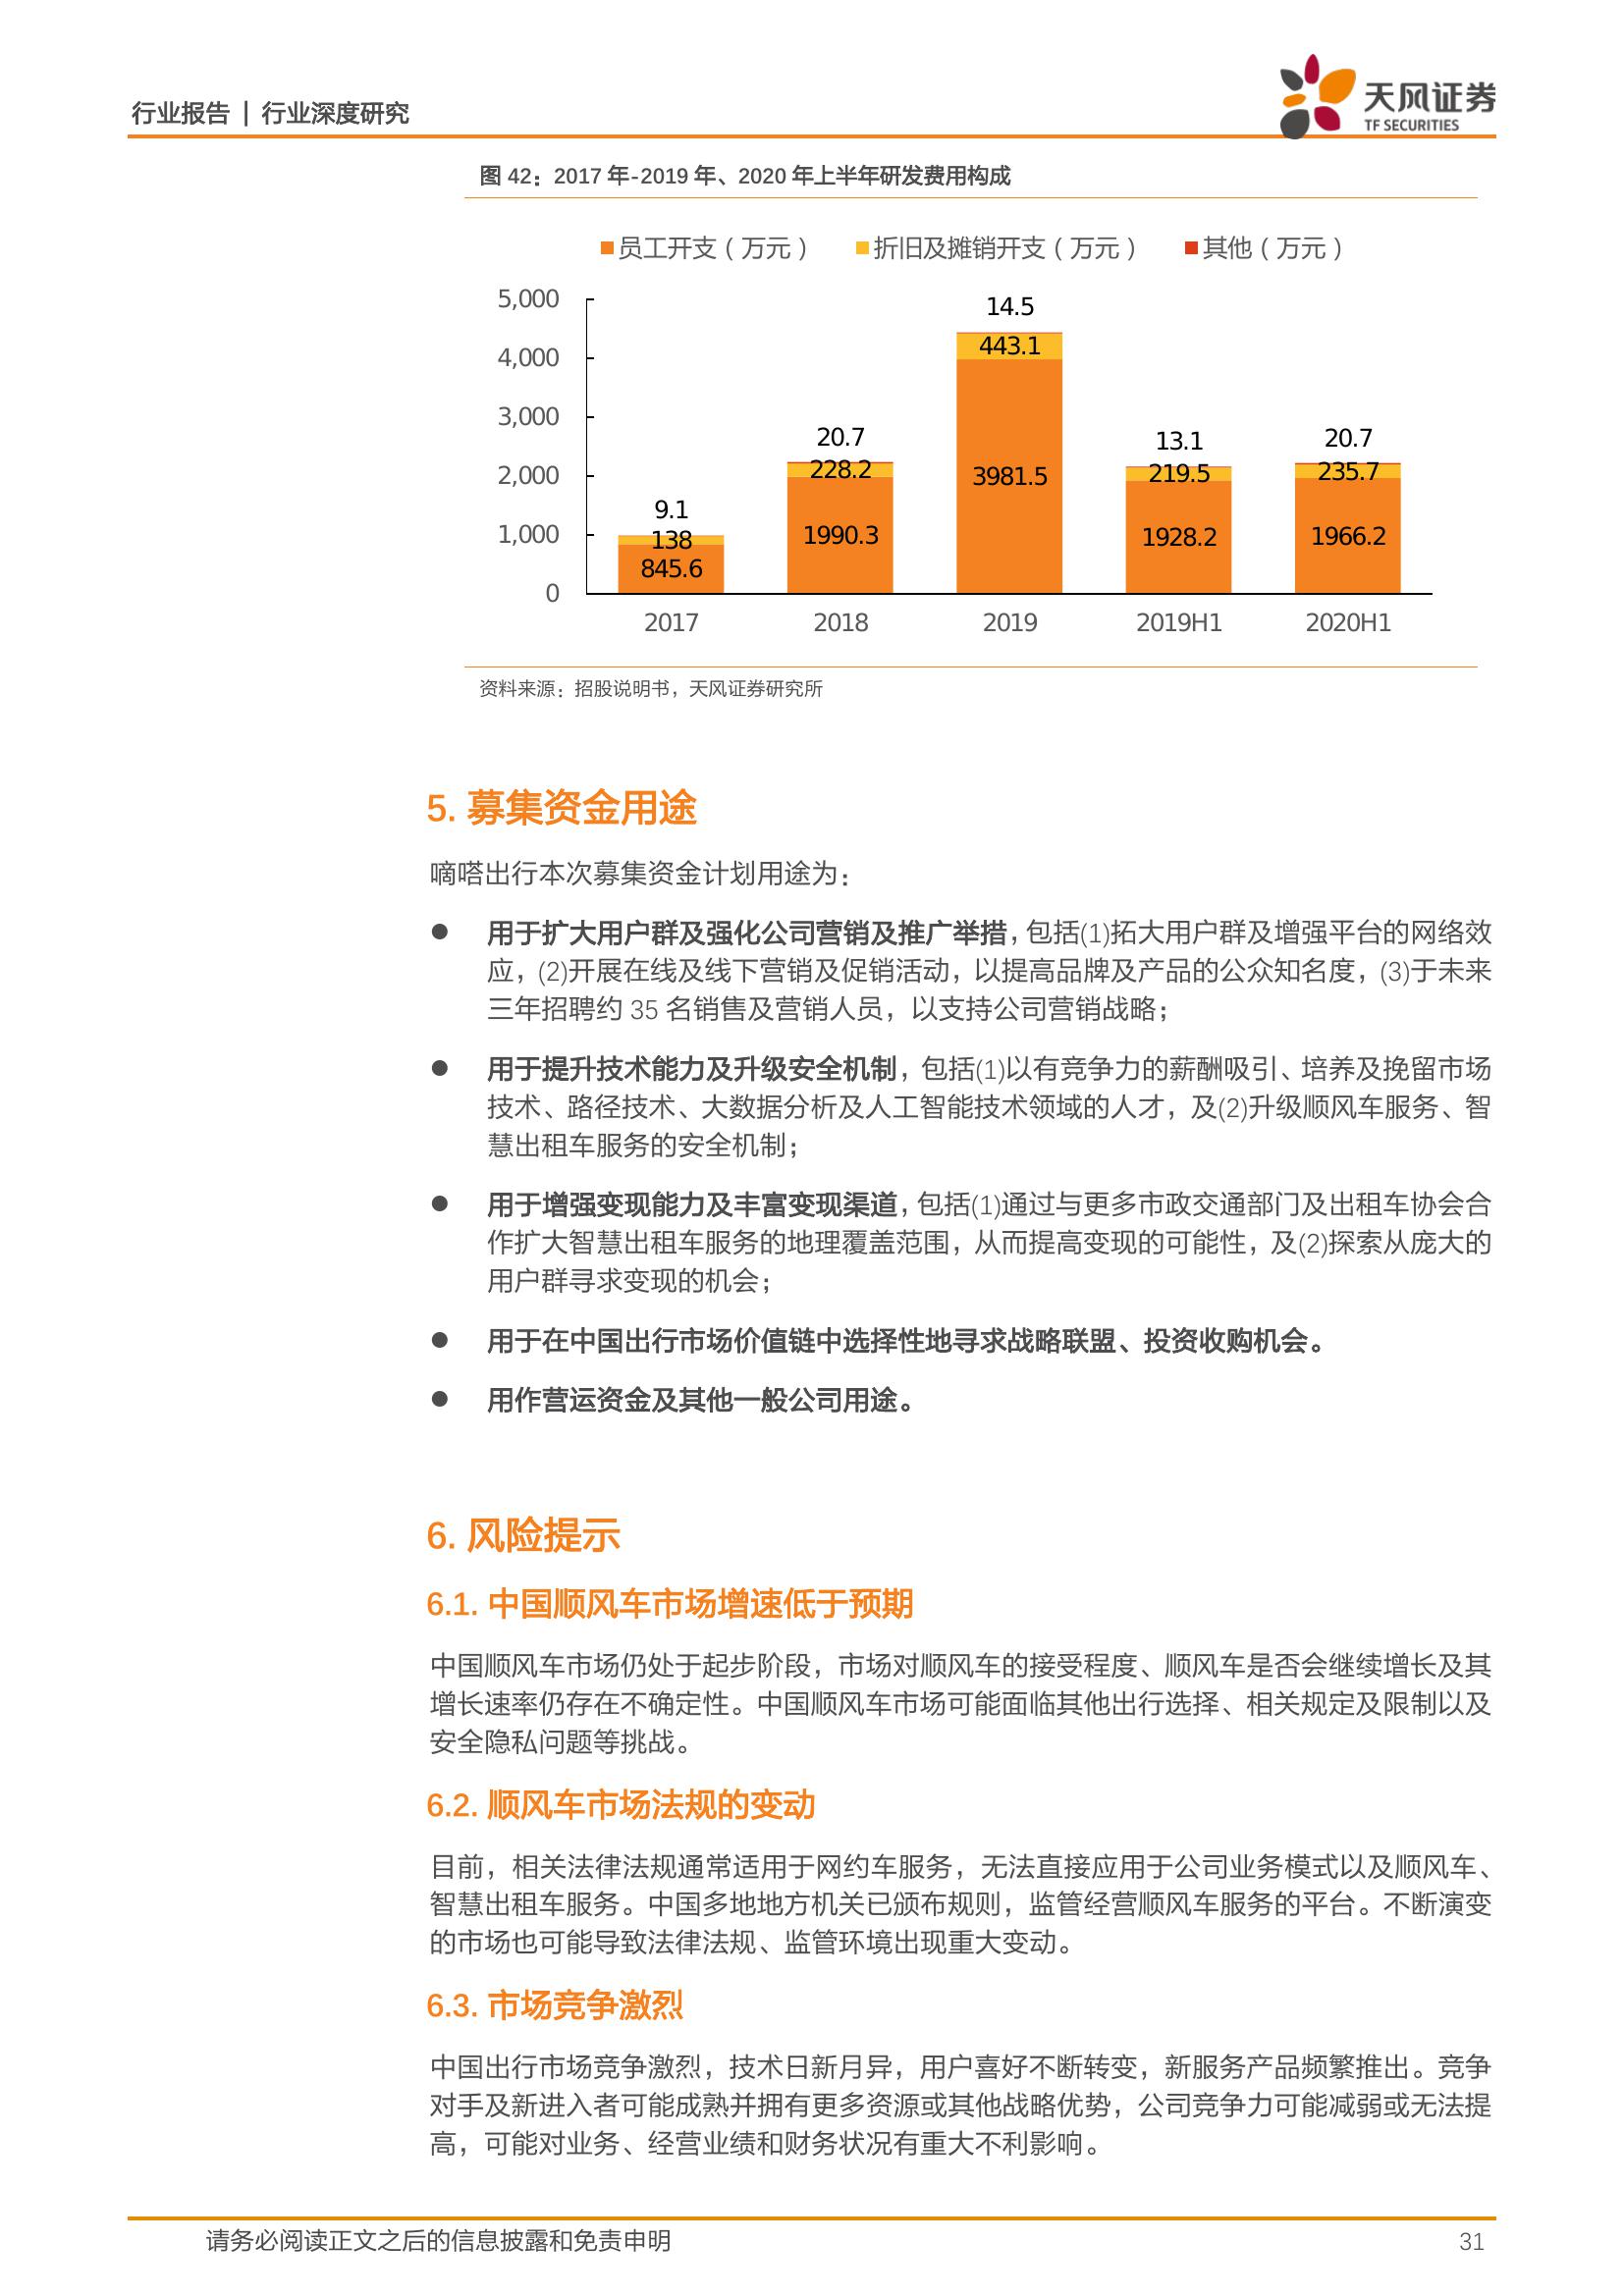 行业报告 | 行业深度研究
天风证券
TF SECURITIES
图 42：2017 年-2019 年、2020 年上半年研发费用构成
员工开支（万元） 折旧及摊销开支（万元） 其他（万元）
5,000
4,000
3,000
2,000
1,000
0
9.1
138
845.6
20.7
228.2
1990.3
14.5
443.1
3981.5
13.1
219.5
1928.2
20.7
235.7
1966.2
2017 2018 2019 2019H1 2020H1
资料来源：招股说明书，天风证券研究所
5. 募集资金用途
嘀嗒出行本次募集资金计划用途为：
● 用于扩大用户群及强化公司营销及推广举措，包括(1)拓大用户群及增强平台的网络效
应，(2)开展在线及线下营销及促销活动，以提高品牌及产品的公众知名度，(3)于未来
三年招聘约 35 名销售及营销人员，以支持公司营销战略；
● 用于提升技术能力及升级安全机制，包括(1)以有竞争力的薪酬吸引、培养及挽留市场
技术、路径技术、大数据分析及人工智能技术领域的人才，及(2)升级顺风车服务、智
慧出租车服务的安全机制；
● 用于增强变现能力及丰富变现渠道，包括(1)通过与更多市政交通部门及出租车协会合
作扩大智慧出租车服务的地理覆盖范围，从而提高变现的可能性，及(2)探索从庞大的
用户群寻求变现的机会；
● 用于在中国出行市场价值链中选择性地寻求战略联盟、投资收购机会。
● 用作营运资金及其他一般公司用途。
6. 风险提示
6.1. 中国顺风车市场增速低于预期
中国顺风车市场仍处于起步阶段，市场对顺风车的接受程度、顺风车是否会继续增长及其
增长速率仍存在不确定性。中国顺风车市场可能面临其他出行选择、相关规定及限制以及
安全隐私问题等挑战。
6.2. 顺风车市场法规的变动
目前，相关法律法规通常适用于网约车服务，无法直接应用于公司业务模式以及顺风车、
智慧出租车服务。中国多地地方机关已颁布规则，监管经营顺风车服务的平台。不断演变
的市场也可能导致法律法规、监管环境出现重大变动。
6.3. 市场竞争激烈
中国出行市场竞争激烈，技术日新月异，用户喜好不断转变，新服务产品频繁推出。竞争
对手及新进入者可能成熟并拥有更多资源或其他战略优势，公司竞争力可能减弱或无法提
高，可能对业务、经营业绩和财务状况有重大不利影响。
请务必阅读正文之后的信息披露和免责申明 31